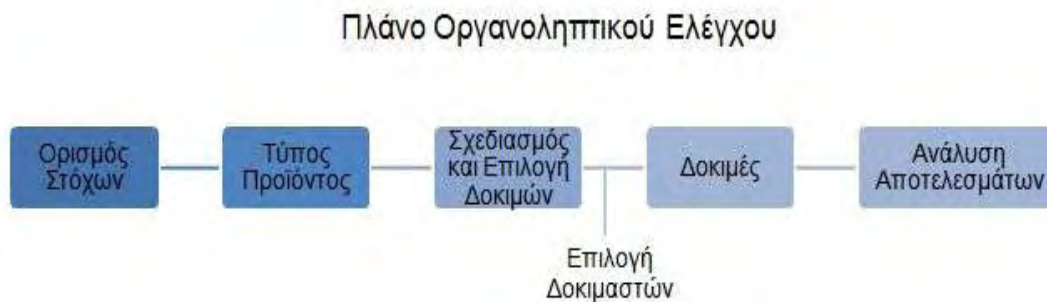 Πλάνο Οργανοληπτικού Ελέγχου
Ορισμός
Στόχων
Τύπος
Προϊόντος
Σχεδιασμός
και Επιλογή
Δοκιμών
Δοκιμές
Ανάλυση
Αποτελεσμάτων
Επιλογή
Δοκιμαστών